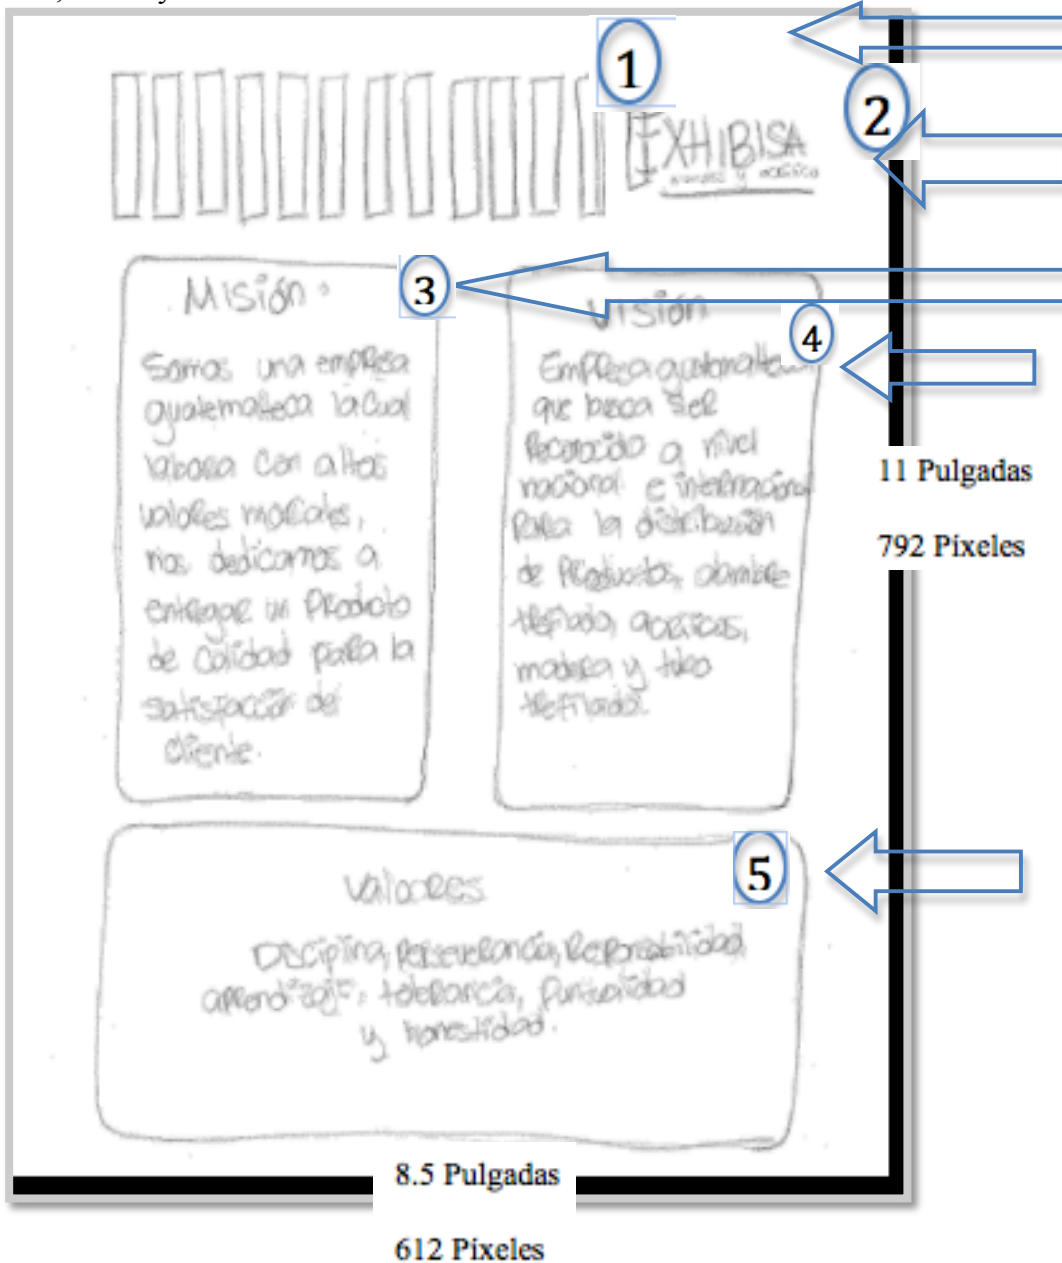 1
2
EXHIBISA
3
Misión:
Somos una empresa
guatemalteca la cual
labora con altos
valores morales,
nos dedicamos a
entregar un producto
de calidad para la
satisfacción del
cliente.
4
Visión
Empresa guatemalteca
que busca ser
reconocido a nivel
nacional e internacional
para la distribución
de productos, alambre
trefilado, acrílicos,
madera y tubo
trefilado.
11 Pulgadas
792 Píxeles
5
Valores
Disciplina, perseverancia, Responsabilidad,
aprendizaje, tolerancia, puntualidad
y honestidad.
8.5 Pulgadas
612 Píxeles